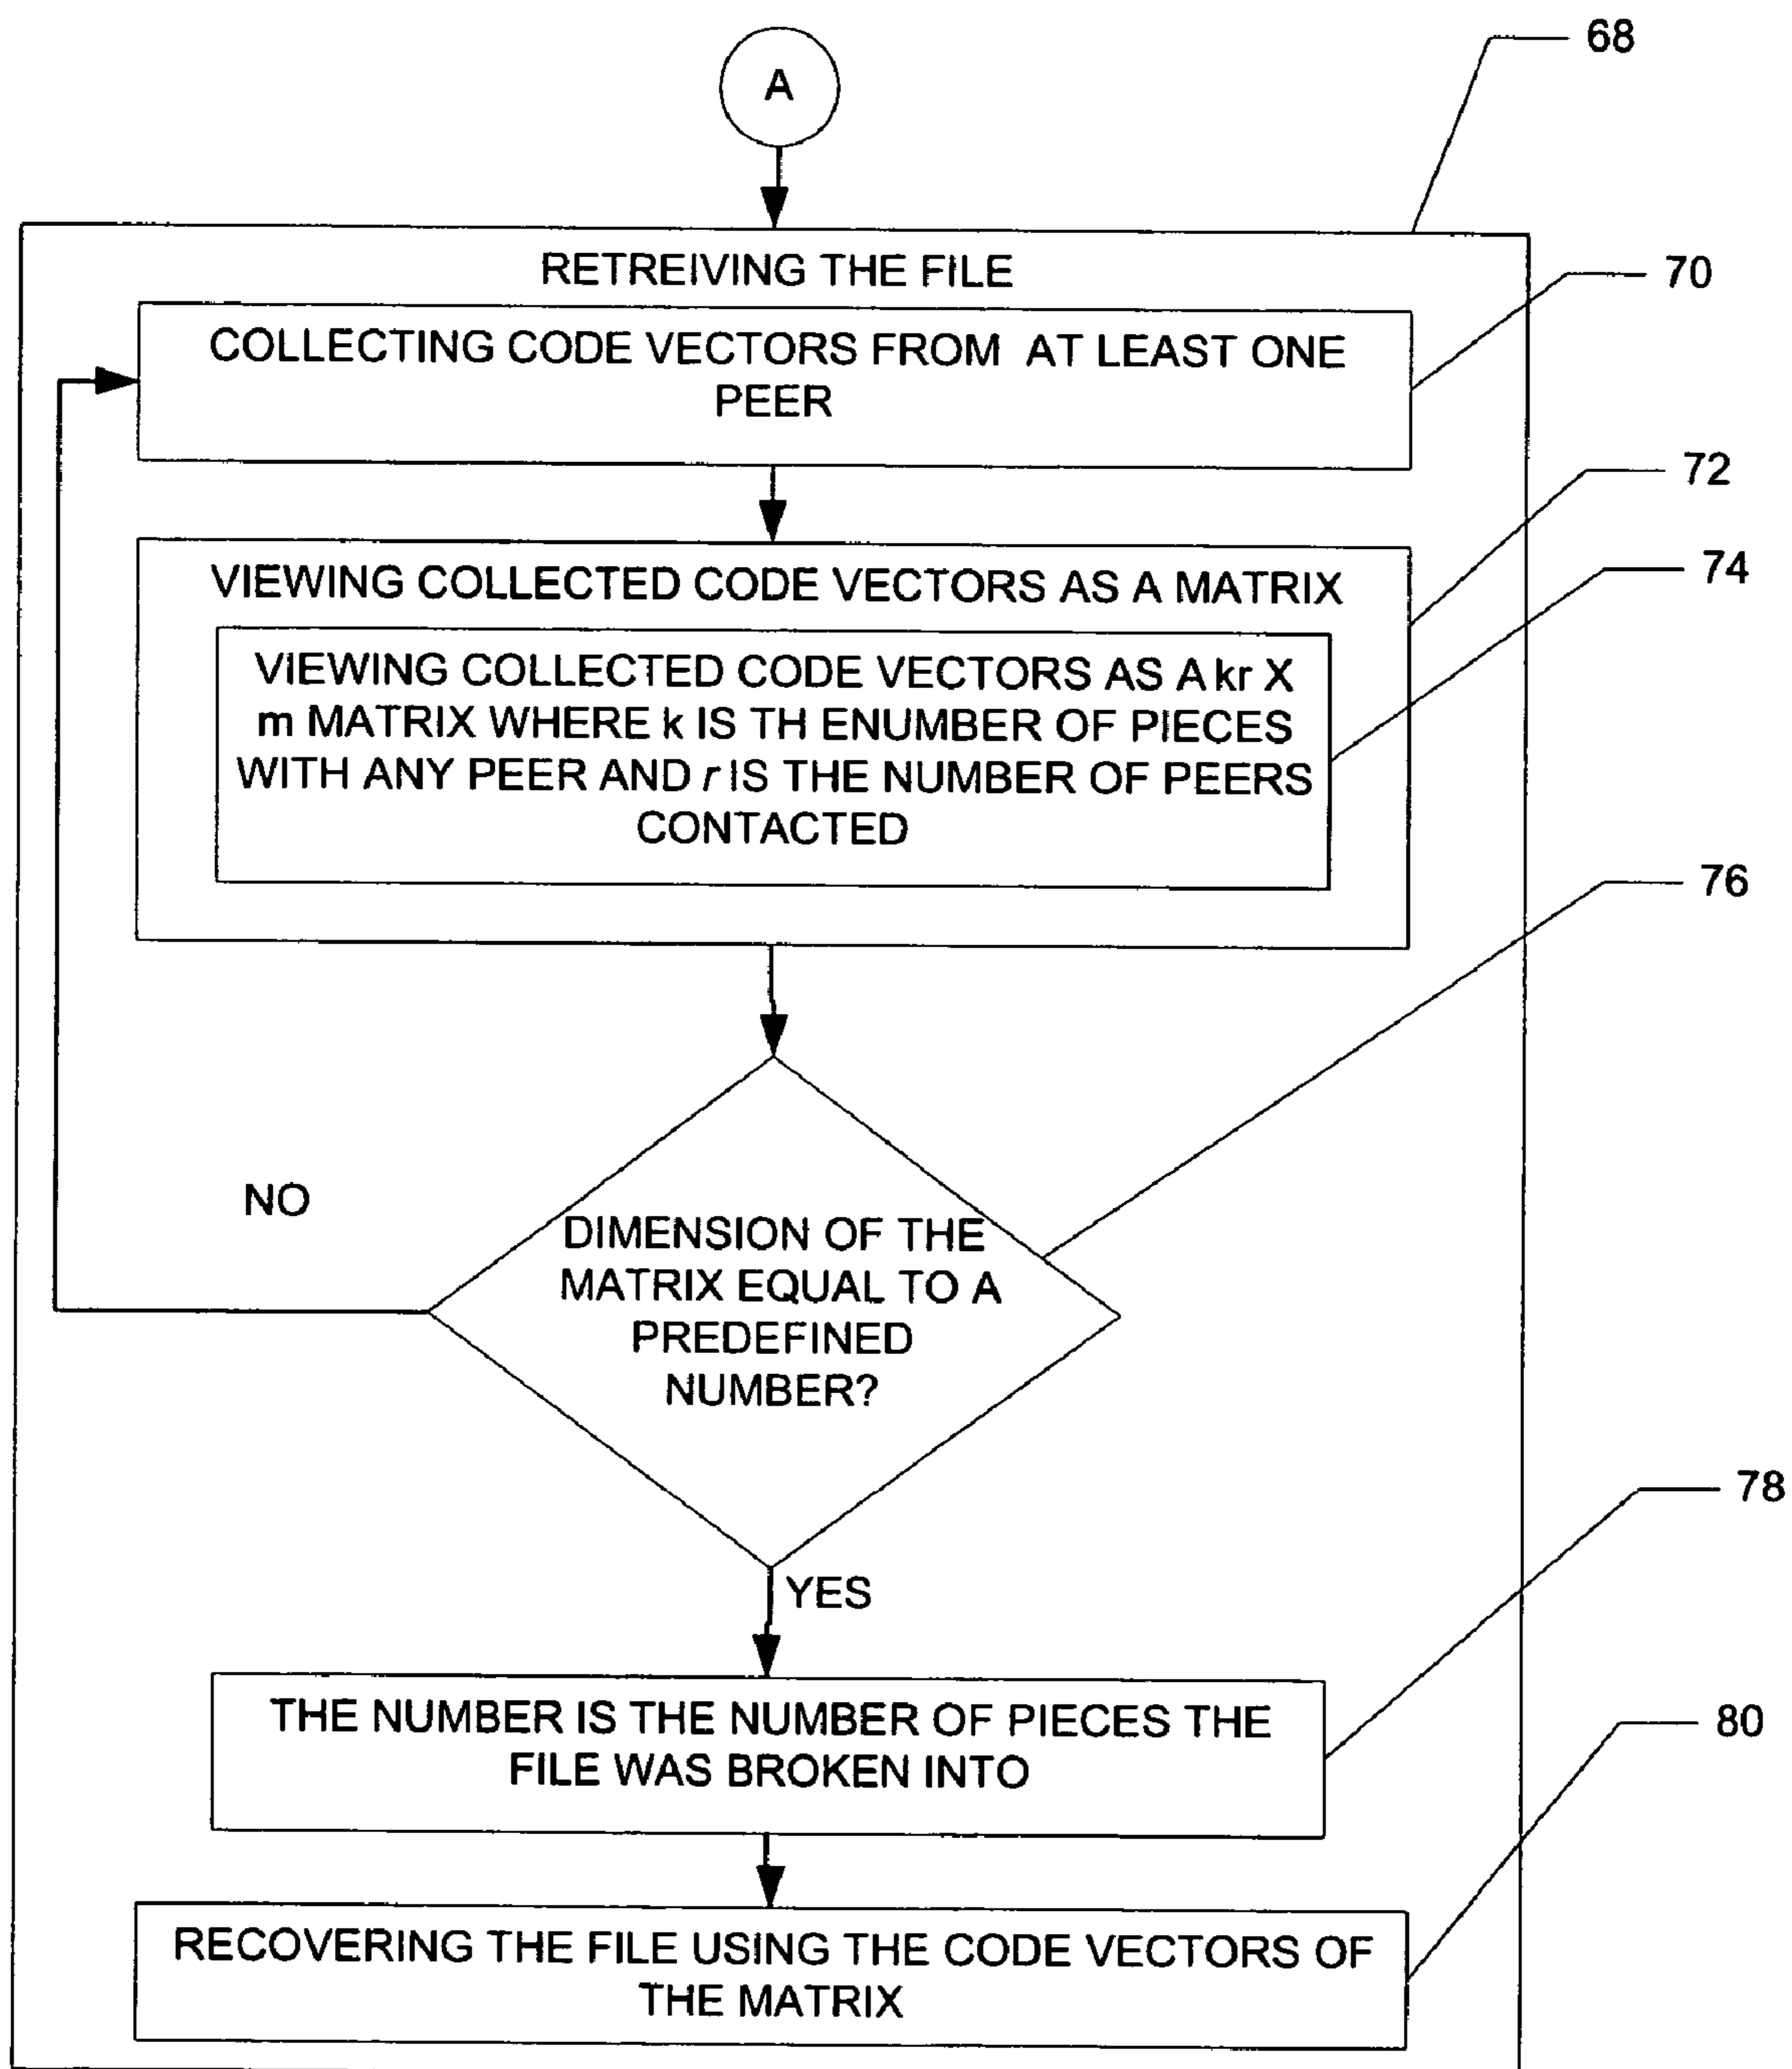 A
68
RETREIVING THE FILE
70
COLLECTING CODE VECTORS FROM AT LEAST ONE
PEER
72
VIEWING COLLECTED CODE VECTORS AS A MATRIX
74
VIEWING COLLECTED CODE VECTORS AS A kr X
m MATRIX WHERE k IS TH ENUMBER OF PIECES
WITH ANY PEER AND r IS THE NUMBER OF PEERS
CONTACTED
76
NO
DIMENSION OF THE
MATRIX EQUAL TO A
PREDEFINED
NUMBER?
78
YES
THE NUMBER IS THE NUMBER OF PIECES THE
FILE WAS BROKEN INTO
80
RECOVERING THE FILE USING THE CODE VECTORS OF
THE MATRIX